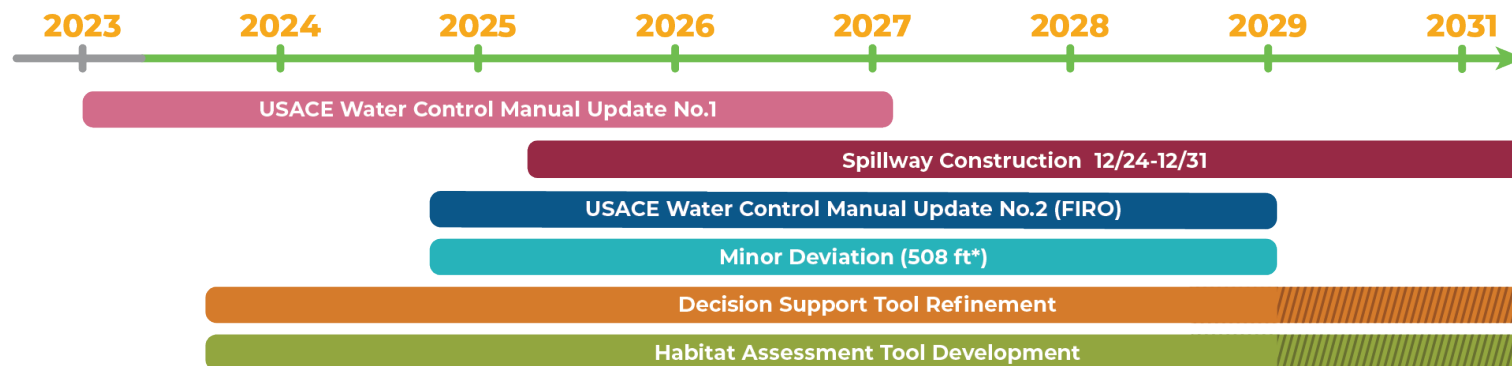 2023 2024 2025 2026 2027 2028 2029 2031
USACE Water Control Manual Update No.1
Spillway Construction 12/24-12/31
USACE Water Control Manual Update No.2 (FIRO)
Minor Deviation (508 ft*)
Decision Support Tool Refinement
Habitat Assessment Tool Development